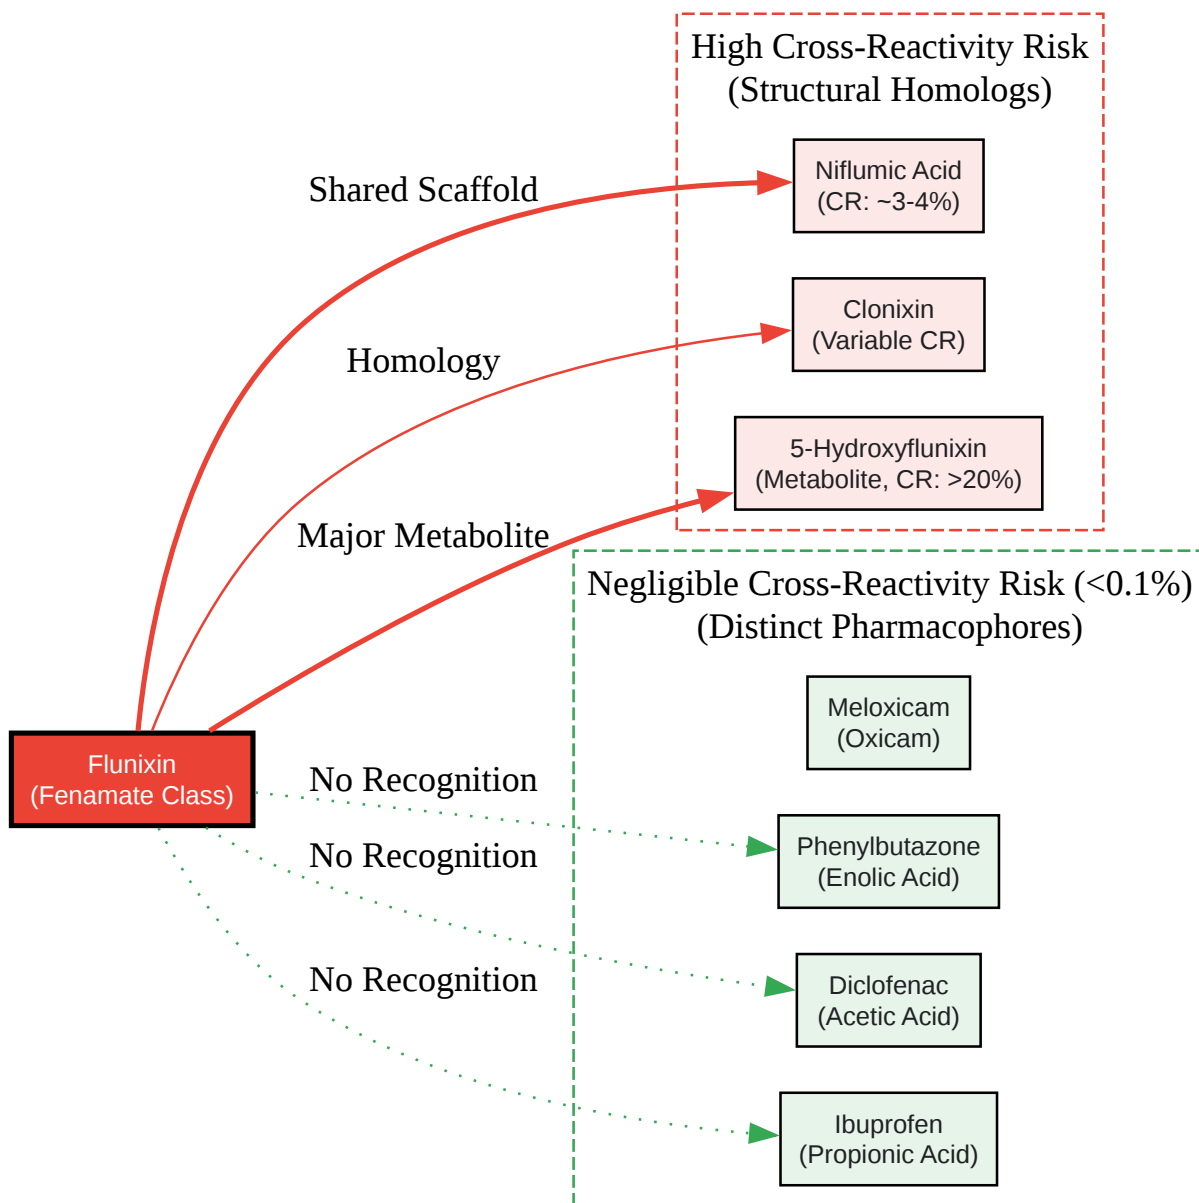 High Cross-Reactivity Risk
(Structural Homologs)
Niflumic Acid
(CR: ~3-4%)
Shared Scaffold
Clonixin
(Variable CR)
Homology
5-Hydroxyflunixin
(Metabolite, CR: >20%)
Major Metabolite
Negligible Cross-Reactivity Risk (<0.1%)
(Distinct Pharmacophores)
Meloxicam
(Oxicam)
Flunixin
(Fenamate Class)
No Recognition
Phenylbutazone
(Enolic Acid)
No Recognition
Diclofenac
(Acetic Acid)
No Recognition
Ibuprofen
(Propionic Acid)